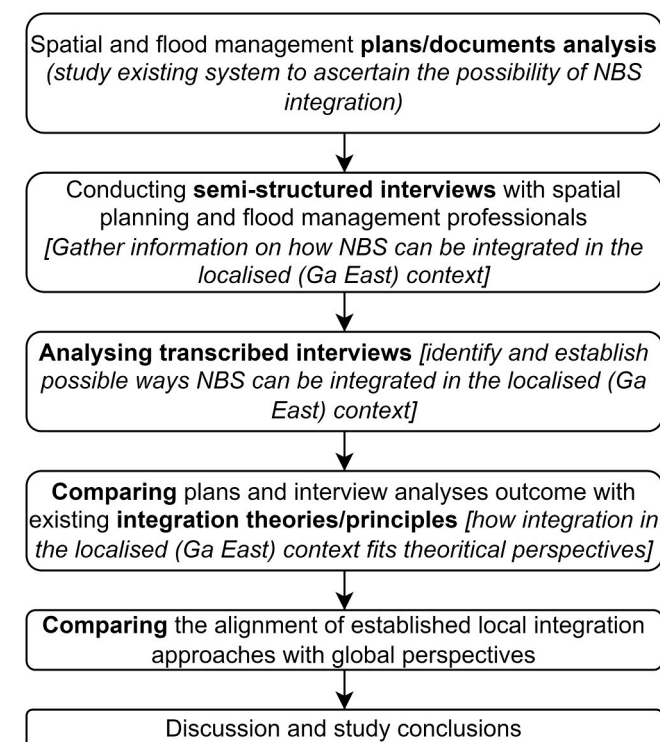 Spatial and flood management plans/documents analysis
(study existing system to ascertain the possibility of NBS
integration)
Conducting semi-structured interviews with spatial
planning and flood management professionals
[Gather information on how NBS can be integrated in the
localised (Ga East) context]
Analysing transcribed interviews [identify and establish
possible ways NBS can be integrated in the localised (Ga
East) context]
Comparing plans and interview analyses outcome with
existing integration theories/principles [how integration in
the localised (Ga East) context fits theoritical perspectives]
Comparing the alignment of established local integration
approaches with global perspectives
Discussion and study conclusions